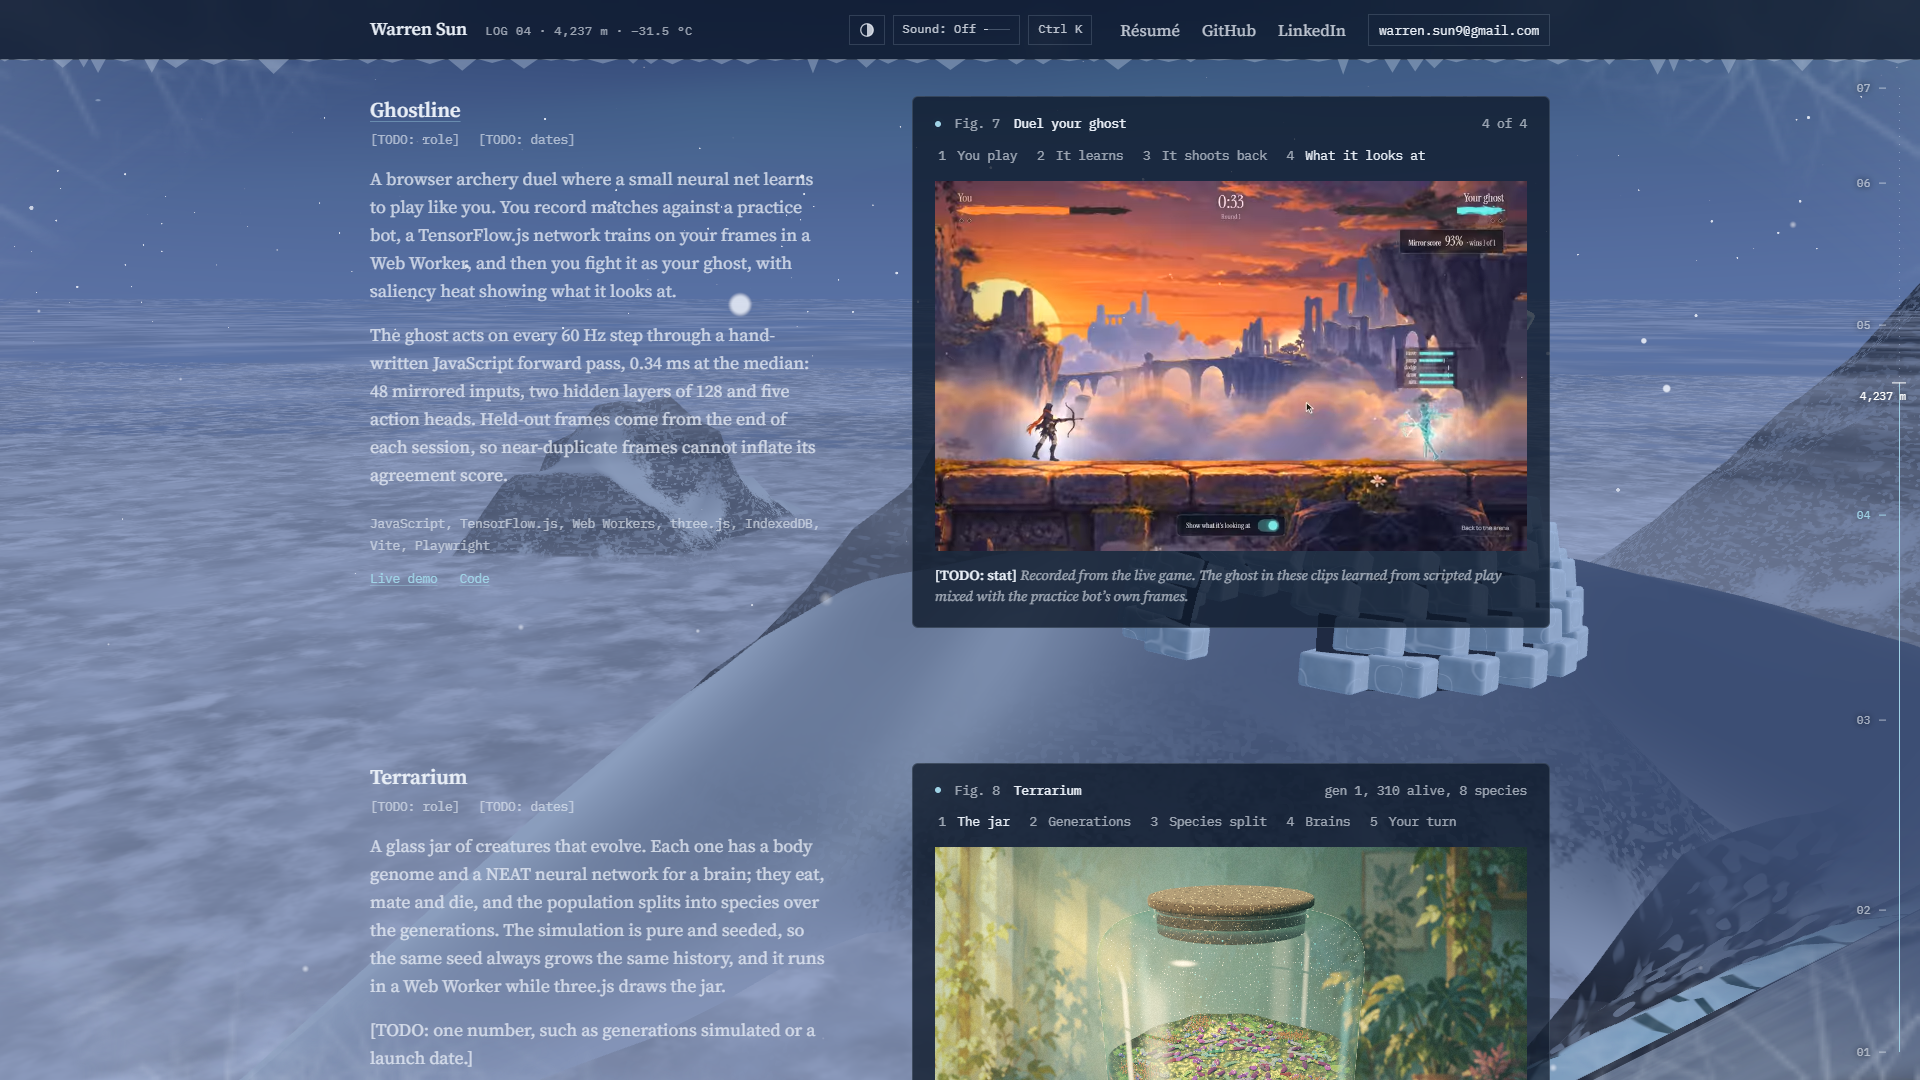 Warren Sun LOG 04 · 4,237 m · −31.5 °C Sound: Off Ctrl K Résumé GitHub LinkedIn warren.sun9@gmail.com
Ghostline
[TODO: role] [TODO: dates]
A browser archery duel where a small neural net learns
to play like you. You record matches against a practice
bot, a TensorFlow.js network trains on your frames in a
Web Worker, and then you fight it as your ghost, with
saliency heat showing what it looks at.
The ghost acts on every 60 Hz step through a hand-
written JavaScript forward pass, 0.34 ms at the median:
48 mirrored inputs, two hidden layers of 128 and five
action heads. Held-out frames come from the end of
each session, so near-duplicate frames cannot inflate its
agreement score.
JavaScript, TensorFlow.js, Web Workers, three.js, IndexedDB,
Vite, Playwright
Live demo Code
Fig. 7 Duel your ghost 4 of 4
1 You play 2 It learns 3 It shoots back 4 What it looks at
You 0:33 Your ghost
Round 1
Mirror score 93% · wins 1 of 1
Show what it's looking at Back to the arena
[TODO: stat] Recorded from the live game. The ghost in these clips learned from scripted play
mixed with the practice bot’s own frames.
Terrarium
[TODO: role] [TODO: dates]
A glass jar of creatures that evolve. Each one has a body
genome and a NEAT neural network for a brain; they eat,
mate and die, and the population splits into species over
the generations. The simulation is pure and seeded, so
the same seed always grows the same history, and it runs
in a Web Worker while three.js draws the jar.
[TODO: one number, such as generations simulated or a
launch date.]
Fig. 8 Terrarium gen 1, 310 alive, 8 species
1 The jar 2 Generations 3 Species split 4 Brains 5 Your turn
07
06
05
4,237 m
04
03
02
01